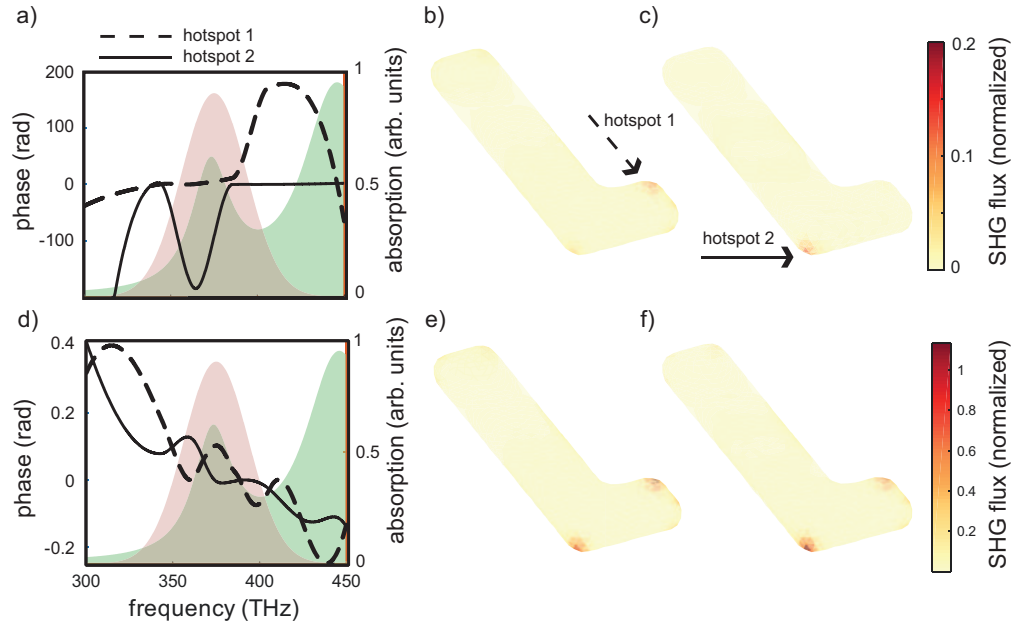 a)
hotspot 1
hotspot 2
200
100
0
-100
phase (rad)
1
0.5
0
absorption (arb. units)
b)
hotspot 1
c)
hotspot 2
0.2
0.1
0
SHG flux (normalized)
d)
0.4
0.2
0
-0.2
phase (rad)
1
0.5
0
absorption (arb. units)
300
350
400
450
frequency (THz)
e)
f)
1
0.8
0.6
0.4
0.2
SHG flux (normalized)